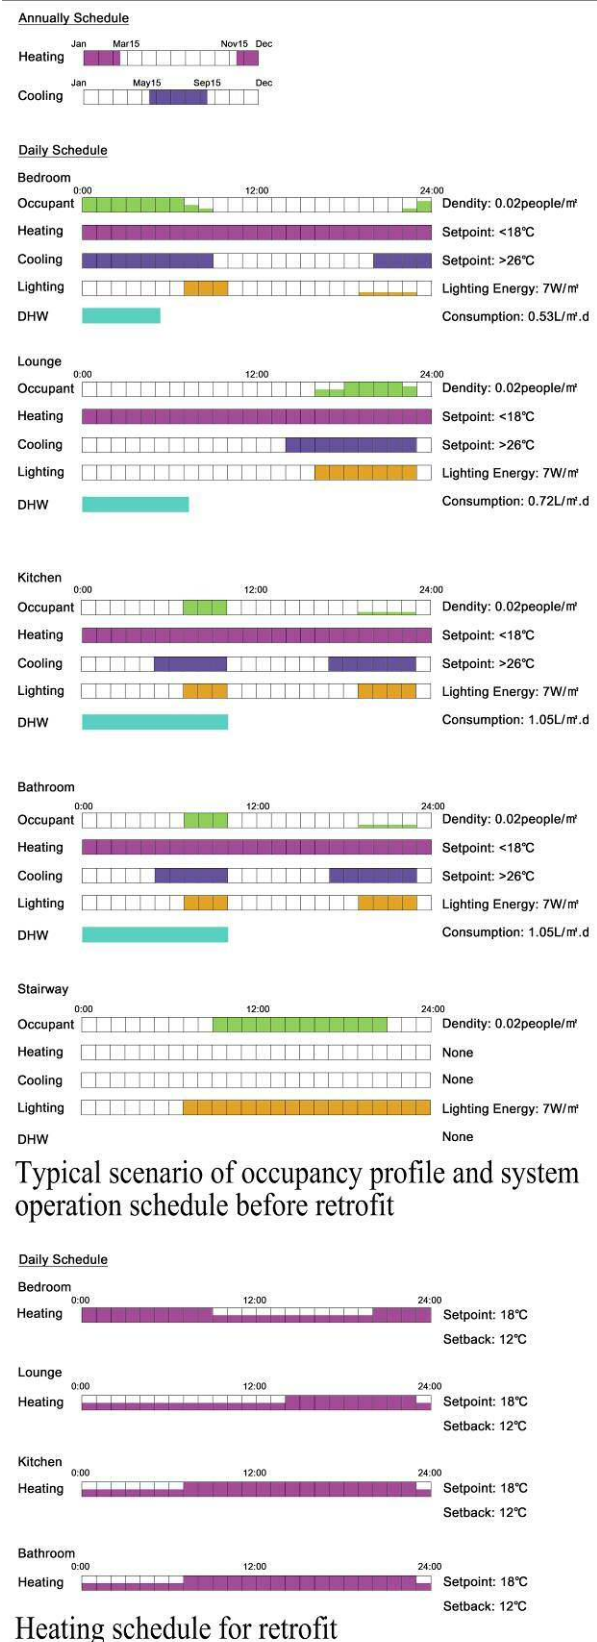 Annually Schedule
Jan Mar15 Nov15 Dec
Heating
Jan May15 Sep15 Dec
Cooling
Daily Schedule
Bedroom
0:00 12:00 24:00
Occupant Dendity: 0.02people/㎡
Heating Setpoint: <18℃
Cooling Setpoint: >26℃
Lighting Lighting Energy: 7W/㎡
DHW Consumption: 0.53L/㎡.d
Lounge
0:00 12:00 24:00
Occupant Dendity: 0.02people/㎡
Heating Setpoint: <18℃
Cooling Setpoint: >26℃
Lighting Lighting Energy: 7W/㎡
DHW Consumption: 0.72L/㎡.d
Kitchen
0:00 12:00 24:00
Occupant Dendity: 0.02people/㎡
Heating Setpoint: <18℃
Cooling Setpoint: >26℃
Lighting Lighting Energy: 7W/㎡
DHW Consumption: 1.05L/㎡.d
Bathroom
0:00 12:00 24:00
Occupant Dendity: 0.02people/㎡
Heating Setpoint: <18℃
Cooling Setpoint: >26℃
Lighting Lighting Energy: 7W/㎡
DHW Consumption: 1.05L/㎡.d
Stairway
0:00 12:00 24:00
Occupant Dendity: 0.02people/㎡
Heating None
Cooling None
Lighting Lighting Energy: 7W/㎡
DHW None
Typical scenario of occupancy profile and system
operation schedule before retrofit
Daily Schedule
Bedroom
0:00 12:00 24:00
Heating Setpoint: 18℃
Setback: 12℃
Lounge
0:00 12:00 24:00
Heating Setpoint: 18℃
Setback: 12℃
Kitchen
0:00 12:00 24:00
Heating Setpoint: 18℃
Setback: 12℃
Bathroom
0:00 12:00 24:00
Heating Setpoint: 18℃
Setback: 12℃
Heating schedule for retrofit